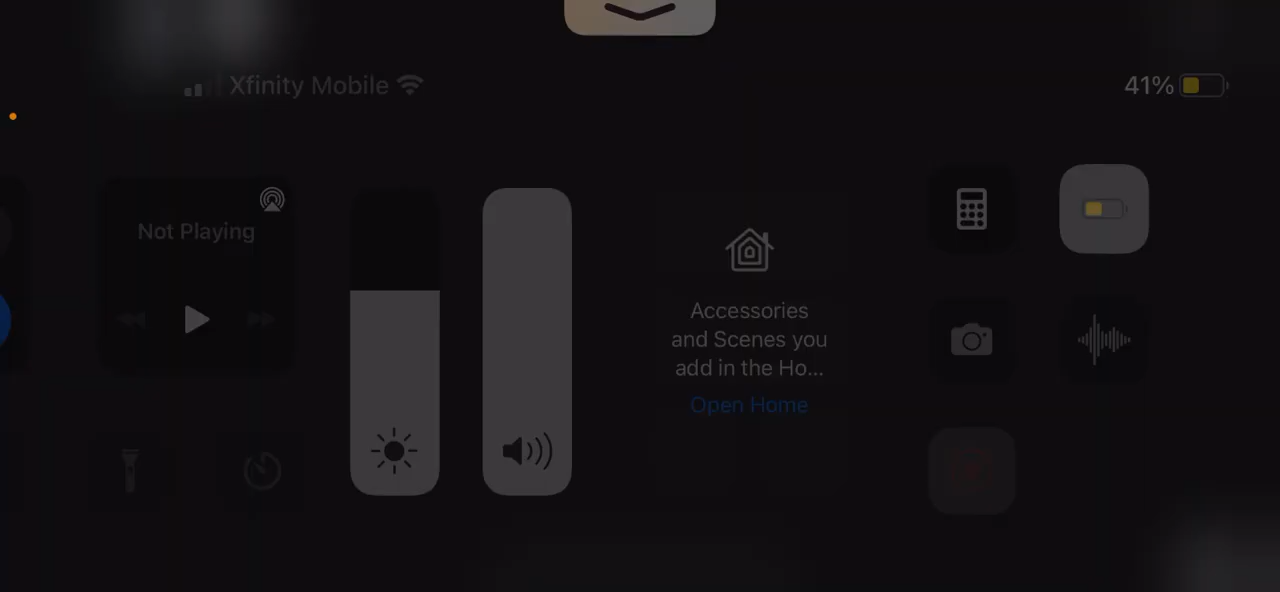 Xfinity Mobile
41%
Not Playing
Accessories
and Scenes you
add in the Ho...
Open Home